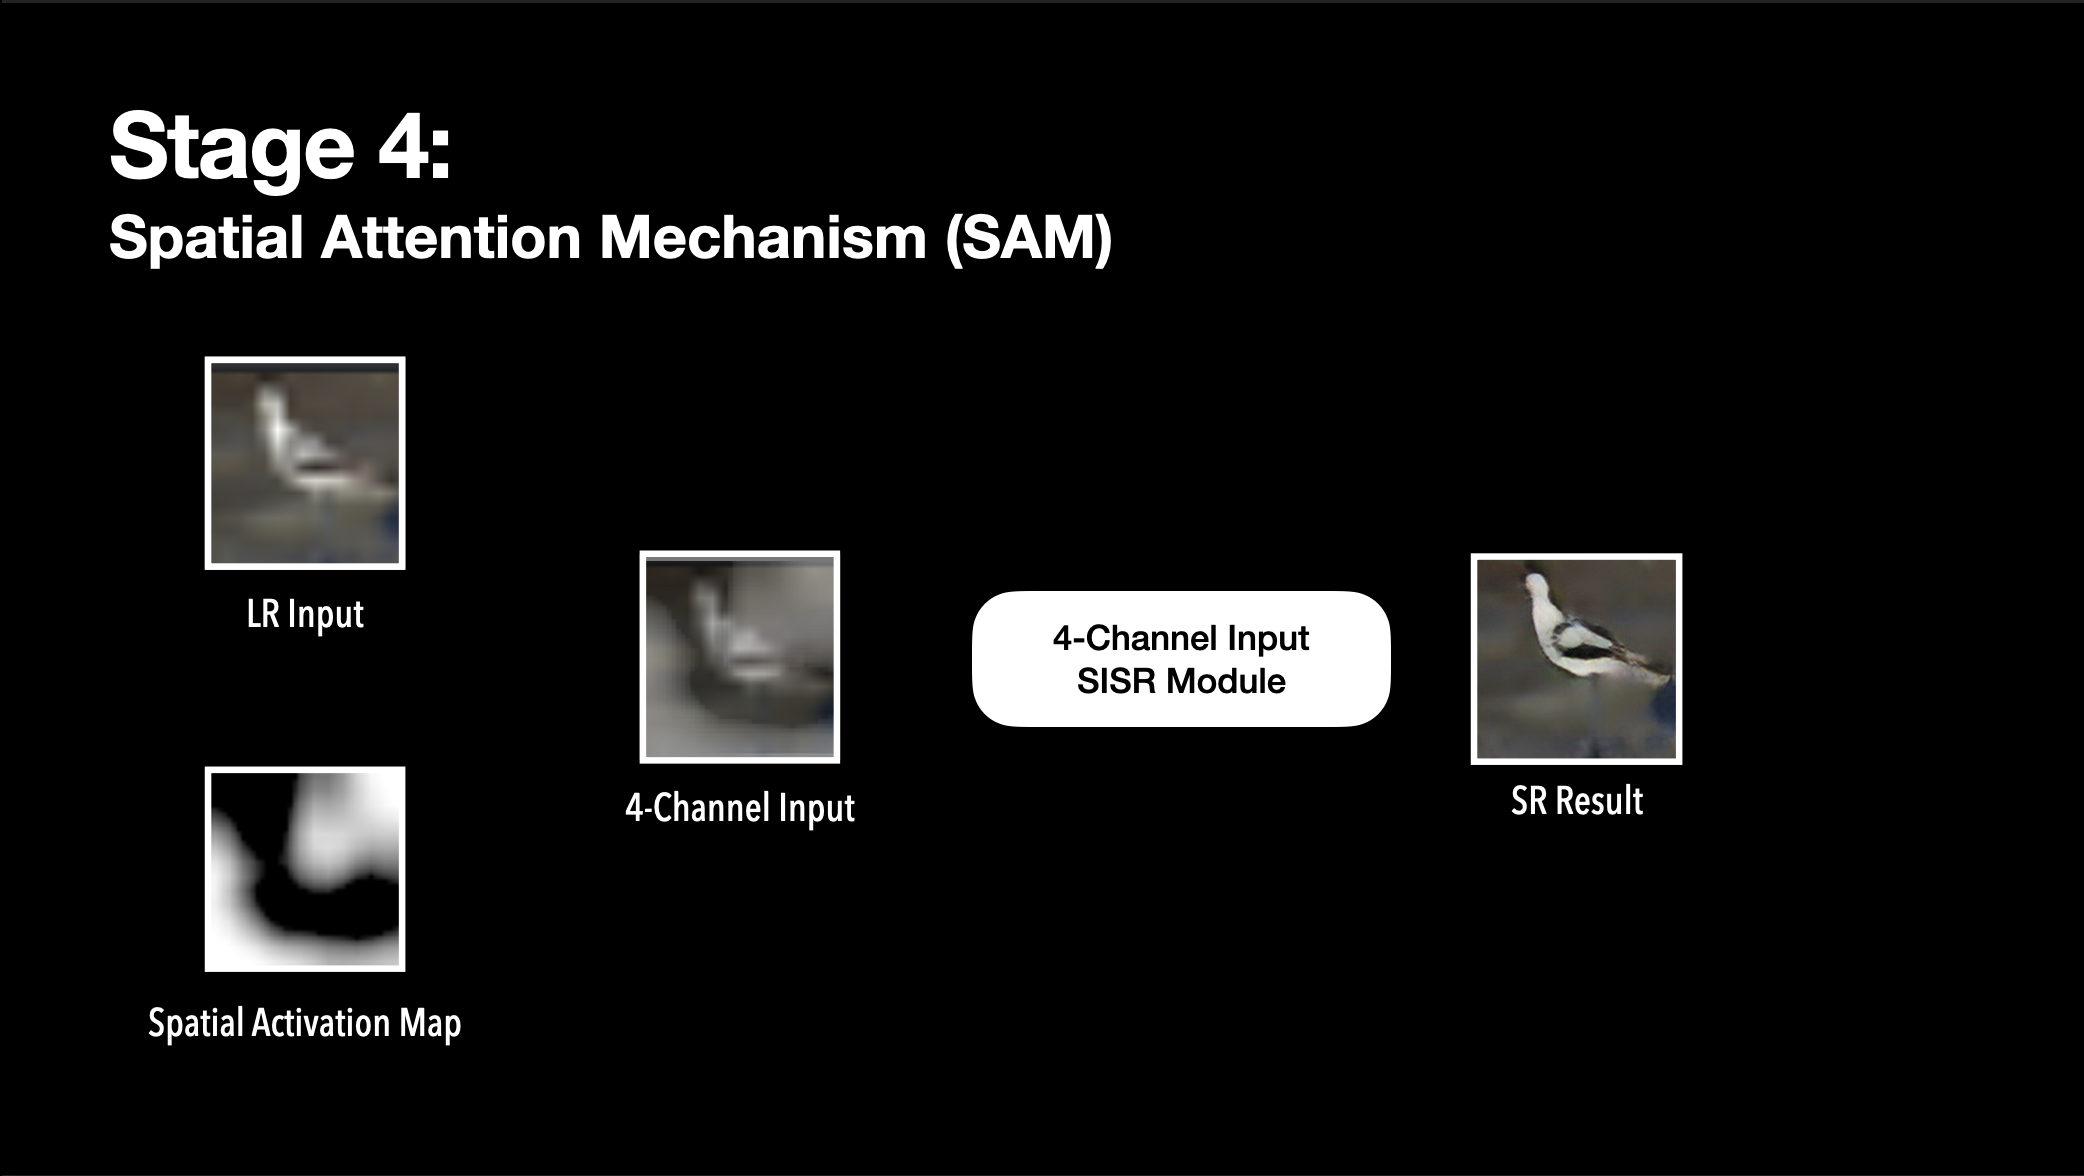 Stage 4:
Spatial Attention Mechanism (SAM)
LR Input
Spatial Activation Map
4-Channel Input
4-Channel Input
SISR Module
SR Result